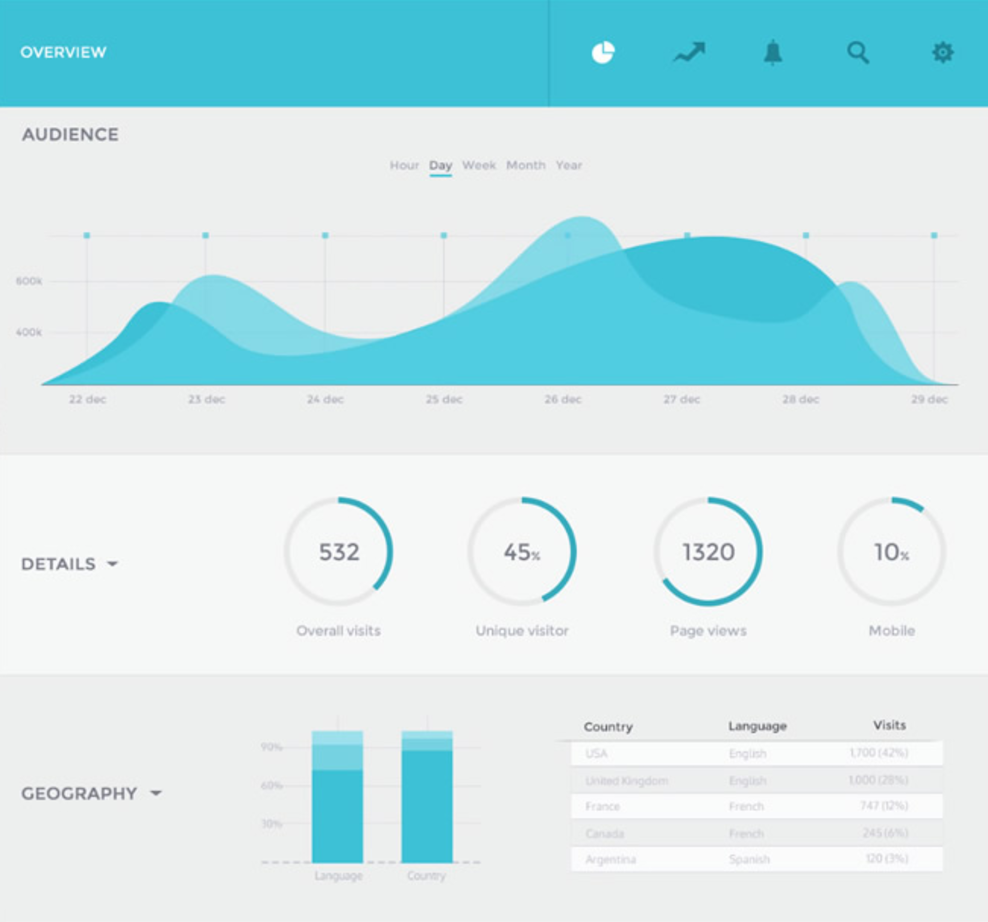 OVERVIEW
AUDIENCE
Hour Day Week Month Year
600k
400k
22 dec 23 dec 24 dec 25 dec 26 dec 27 dec 28 dec 29 dec
DETAILS
532 45% 1320 10%
Overall visits Unique visitor Page views Mobile
GEOGRAPHY
90%
60%
30%
Language Country
Country Language Visits
USA English 1,700 (42%)
United Kingdom English 1,000 (28%)
France French 747 (12%)
Canada French 245 (6%)
Argentina Spanish 120 (3%)